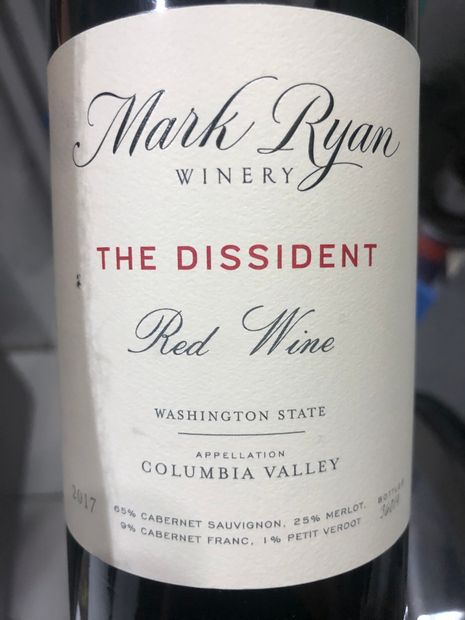 Mark Ryan
WINERY
THE DISSIDENT
Red Wine
WASHINGTON STATE
APPELLATION
COLUMBIA VALLEY
2017
65% CABERNET SAUVIGNON, 25% MERLOT,
9% CABERNET FRANC, 1% PETIT VERDOT